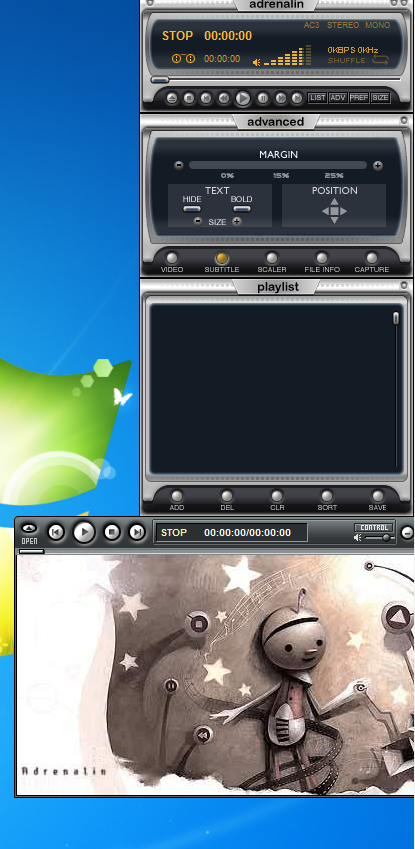 adrenalin
AC3 STEREO MONO
STOP 00:00:00
0KBPS 0KHz
00:00:00
SHUFFLE
LIST ADV PREF SIZE
advanced
MARGIN
0% 15% 25%
TEXT POSITION
HIDE BOLD
SIZE
VIDEO SUBTITLE SCALER FILE INFO CAPTURE
playlist
ADD DEL CLR SORT SAVE
STOP 00:00:00/00:00:00
CONTROL
OPEN
Adrenalin